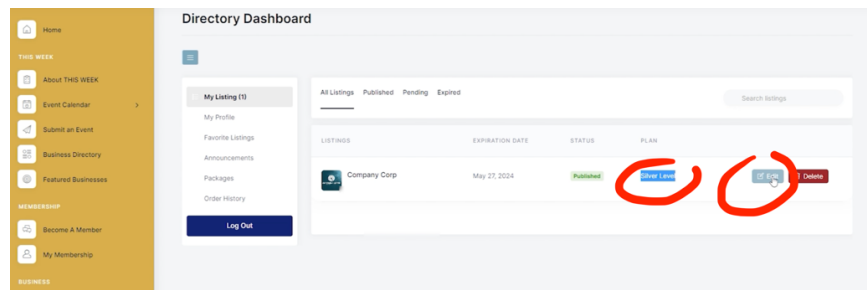 Directory Dashboard
Home
THIS WEEK
About THIS WEEK
Event Calendar
Submit an Event
Business Directory
Featured Businesses
MEMBERSHIP
Become A Member
My Membership
BUSINESS
My Listing (1)
My Profile
Favorite Listings
Announcements
Packages
Order History
Log Out
All Listings Published Pending Expired
Search listings
LISTINGS EXPIRATION DATE STATUS PLAN
Company Corp May 27, 2024 Published Silver Level Edit Delete